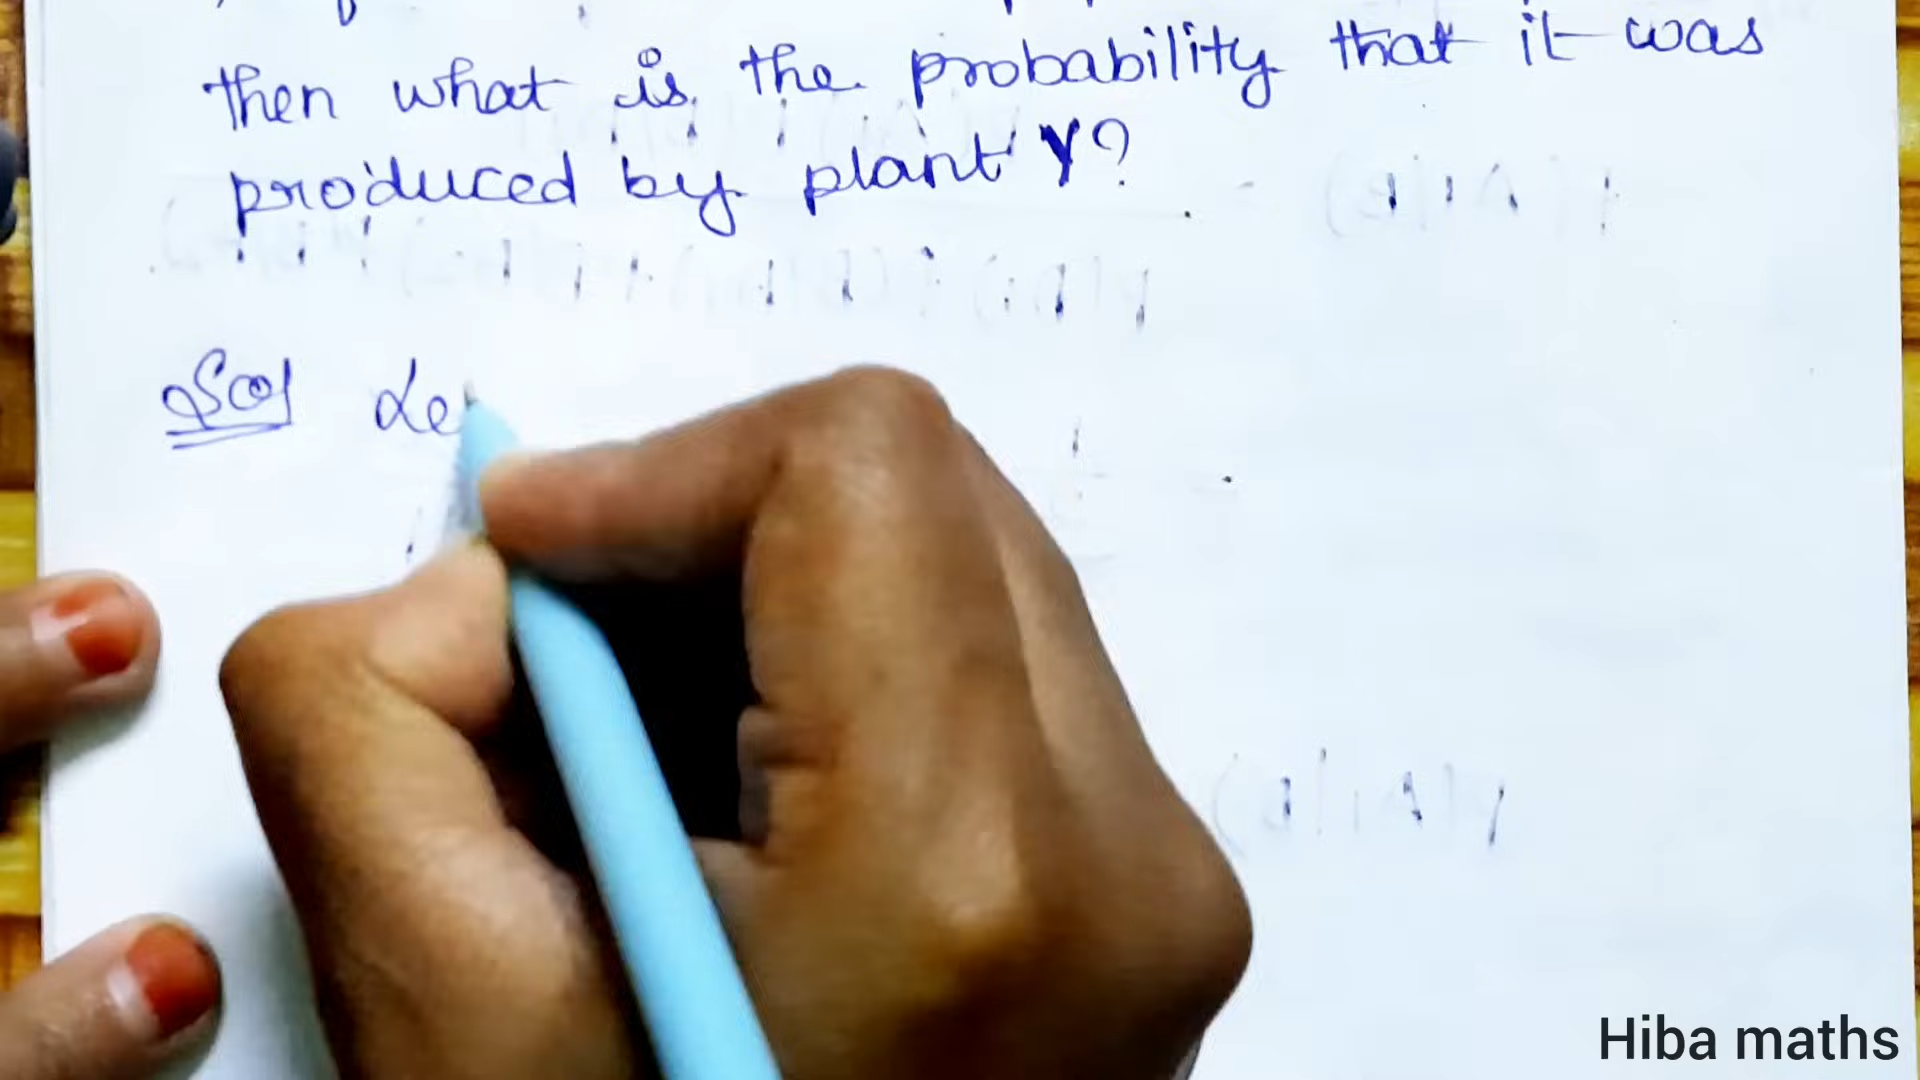 then what is the probability that it was
produced by plant Y?
Sol Le
Hiba maths